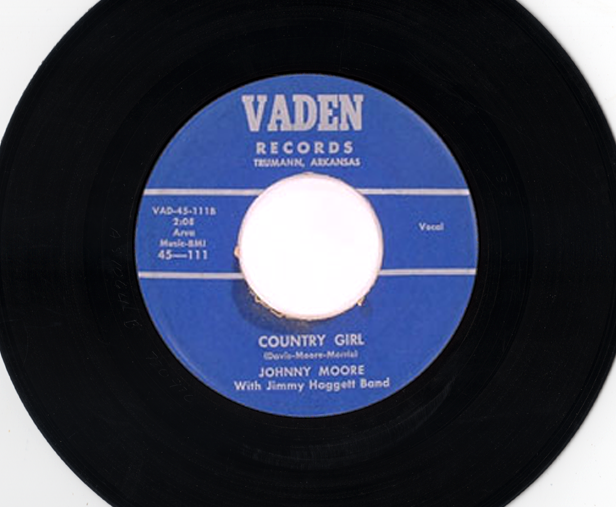 VADEN
RECORDS
TRUMANN, ARKANSAS
VAD-45-111B
2:08
Arva
Music-BMI
45—111
Vocal
COUNTRY GIRL
(Davis-Moore-Morris)
JOHNNY MOORE
With Jimmy Haggett Band